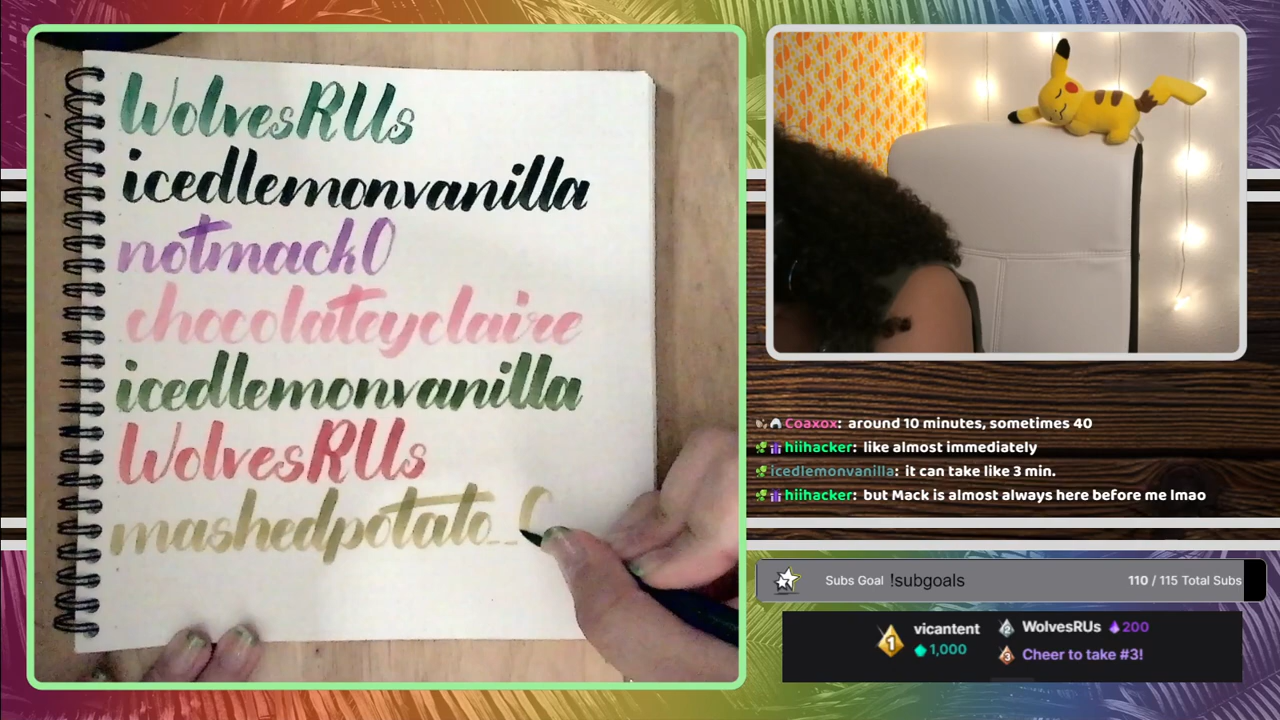 WolvesRUs
icedlemonvanilla
notmack0
chocolateyclaire
icedlemonvanilla
WolvesRUs
mashedpotato_
Coaxox: around 10 minutes, sometimes 40
hiihacker: like almost immediately
icedlemonvanilla: it can take like 3 min.
hiihacker: but Mack is almost always here before me lmao
Subs Goal !subgoals 110 / 115 Total Subs
1 vicantent 1,000
2 WolvesRUs 200
3 Cheer to take #3!